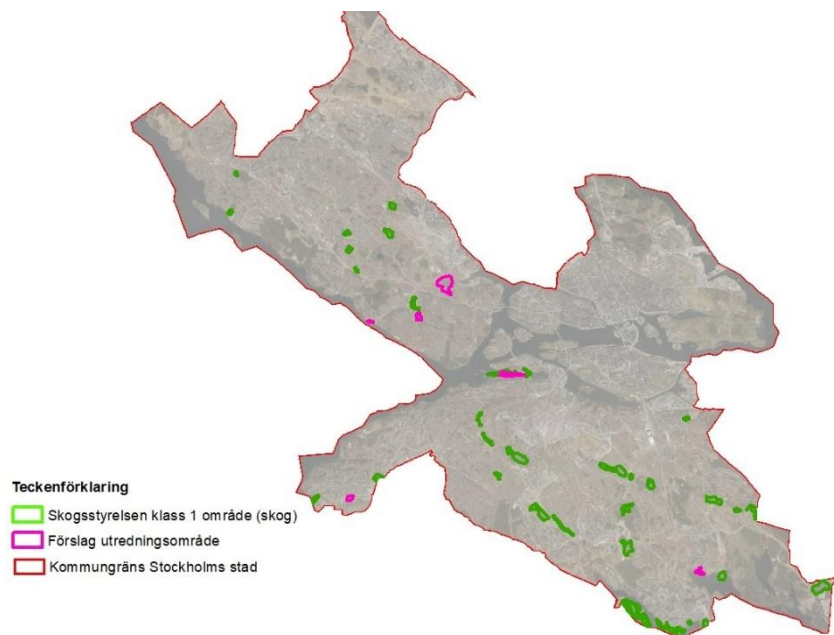 Teckenförklaring
Skogsstyrelsen klass 1 område (skog)
Förslag utredningsområde
Kommungräns Stockholms stad